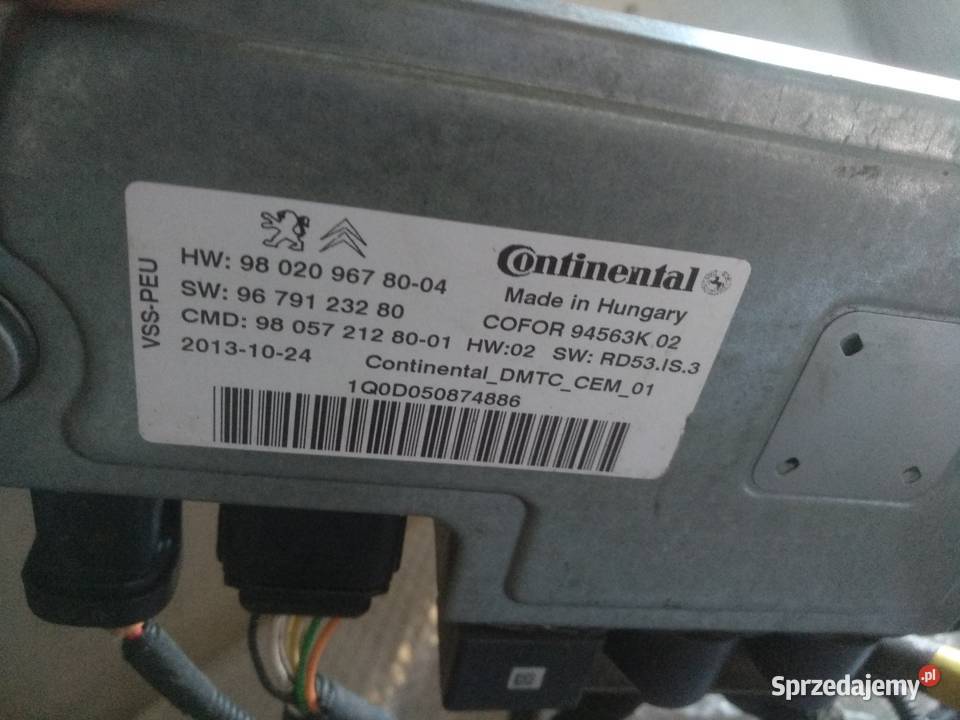 VSS-PEU
HW: 98 020 967 80-04
SW: 96 791 232 80
CMD: 98 057 212 80-01 HW:02 SW: RD53.IS.3
2013-10-24
Continental
Made in Hungary
COFOR 94563K 02
Continental_DMTC_CEM_01
1Q0D050874886
Sprzedajemy.pl